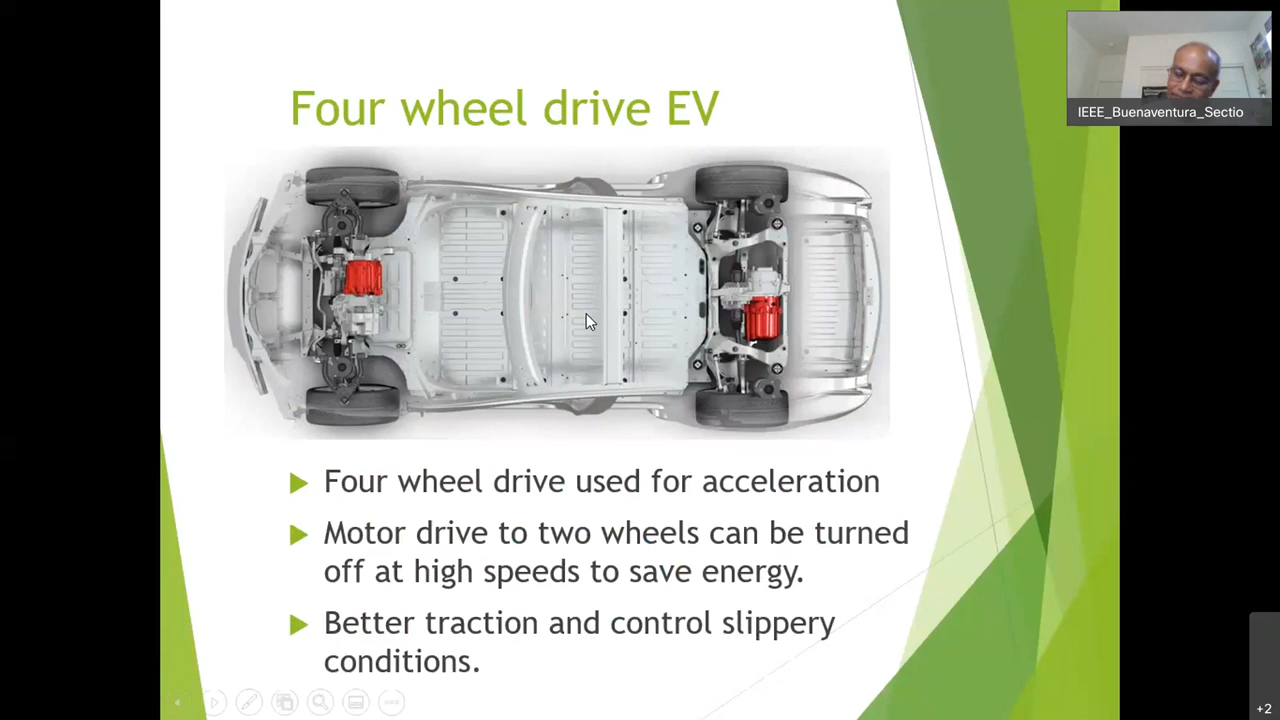 Four wheel drive EV
IEEE_Buenaventura_Sectio
Four wheel drive used for acceleration
Motor drive to two wheels can be turned
off at high speeds to save energy.
Better traction and control slippery
conditions.
+2